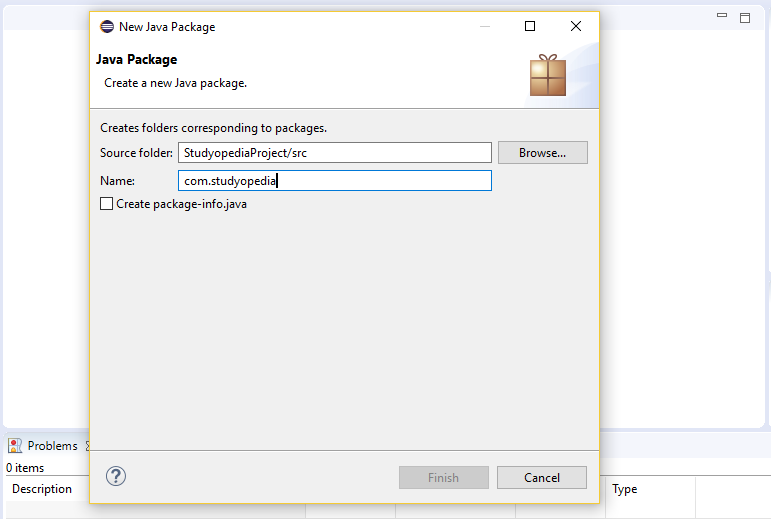 New Java Package
Java Package
Create a new Java package.
Creates folders corresponding to packages.
Source folder: StudyopediaProject/src Browse...
Name: com.studyopedia
Create package-info.java
Problems
0 items
? Finish Cancel
Description Type